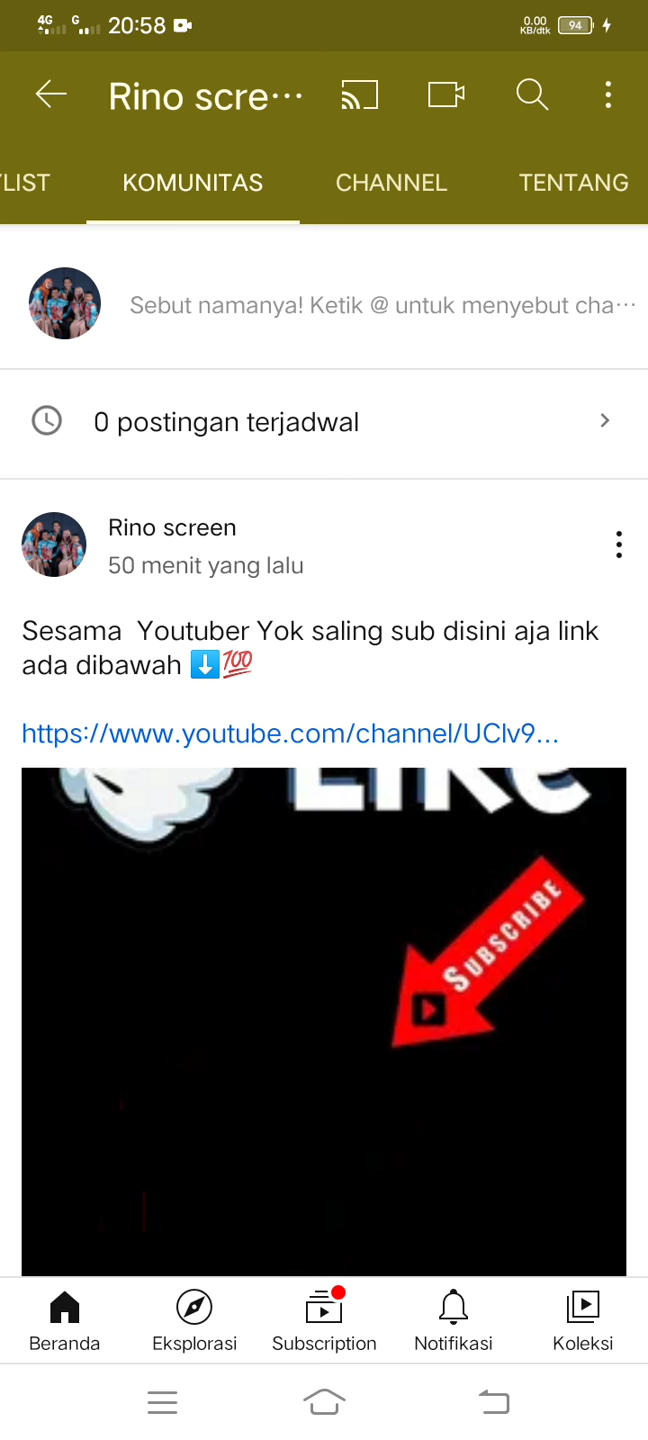 4G G 20:58 0.00 KB/dtk 94
Rino scre...
LIST KOMUNITAS CHANNEL TENTANG
Sebut namanya! Ketik @ untuk menyebut cha...
0 postingan terjadwal
Rino screen
50 menit yang lalu
Sesama Youtuber Yok saling sub disini aja link
ada dibawah ⬇️💯
https://www.youtube.com/channel/UClv9...
LIKE
SUBSCRIBE
Beranda Eksplorasi Subscription Notifikasi Koleksi